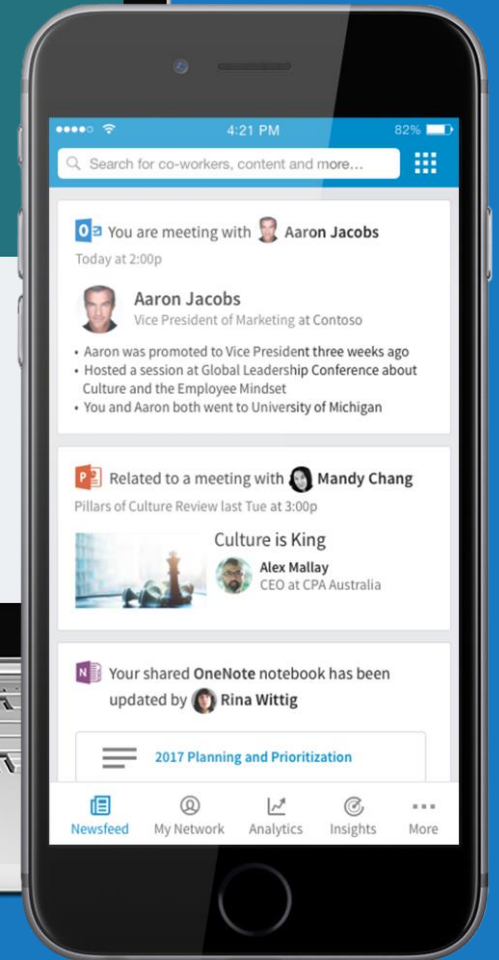 4:21 PM
82%
Search for co-workers, content and more...
You are meeting with Aaron Jacobs
Today at 2:00p
Aaron Jacobs
Vice President of Marketing at Contoso
• Aaron was promoted to Vice President three weeks ago
• Hosted a session at Global Leadership Conference about
Culture and the Employee Mindset
• You and Aaron both went to University of Michigan
Related to a meeting with Mandy Chang
Pillars of Culture Review last Tue at 3:00p
Culture is King
Alex Mallay
CEO at CPA Australia
Your shared OneNote notebook has been
updated by Rina Wittig
2017 Planning and Prioritization
Newsfeed My Network Analytics Insights More